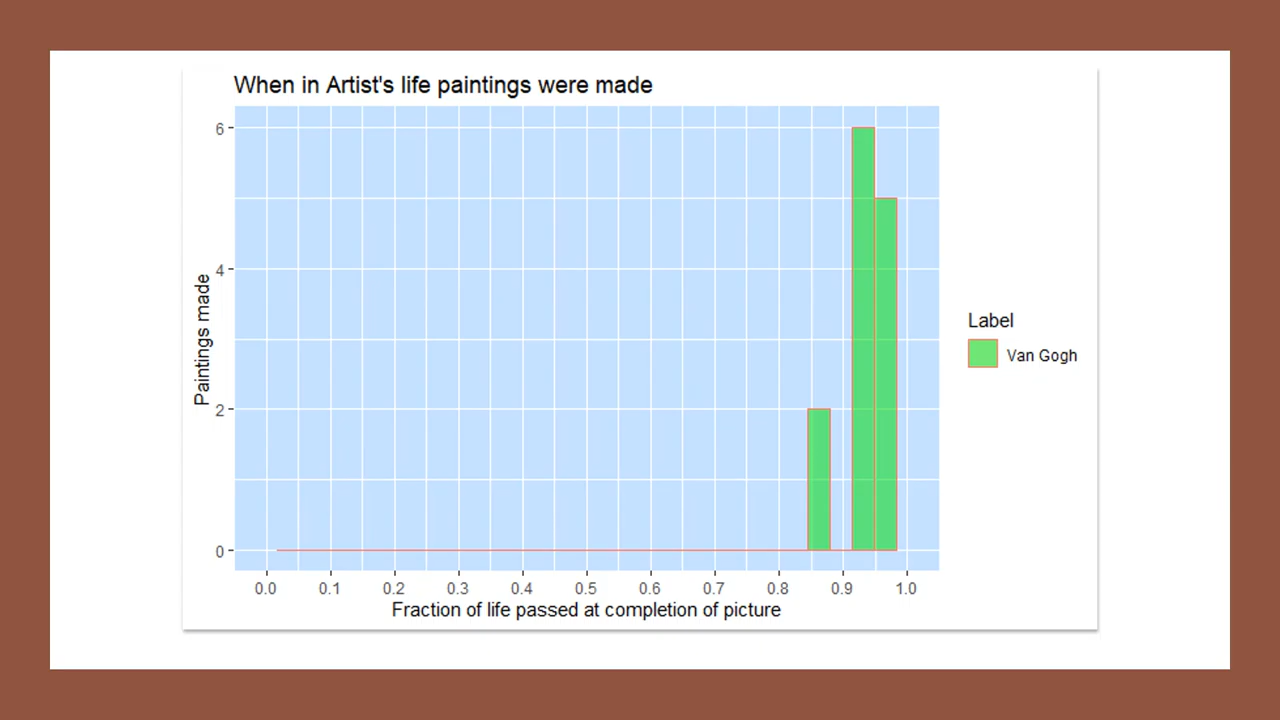 When in Artist's life paintings were made
6
4
2
0
Paintings made
0.0 0.1 0.2 0.3 0.4 0.5 0.6 0.7 0.8 0.9 1.0
Fraction of life passed at completion of picture
Label
Van Gogh